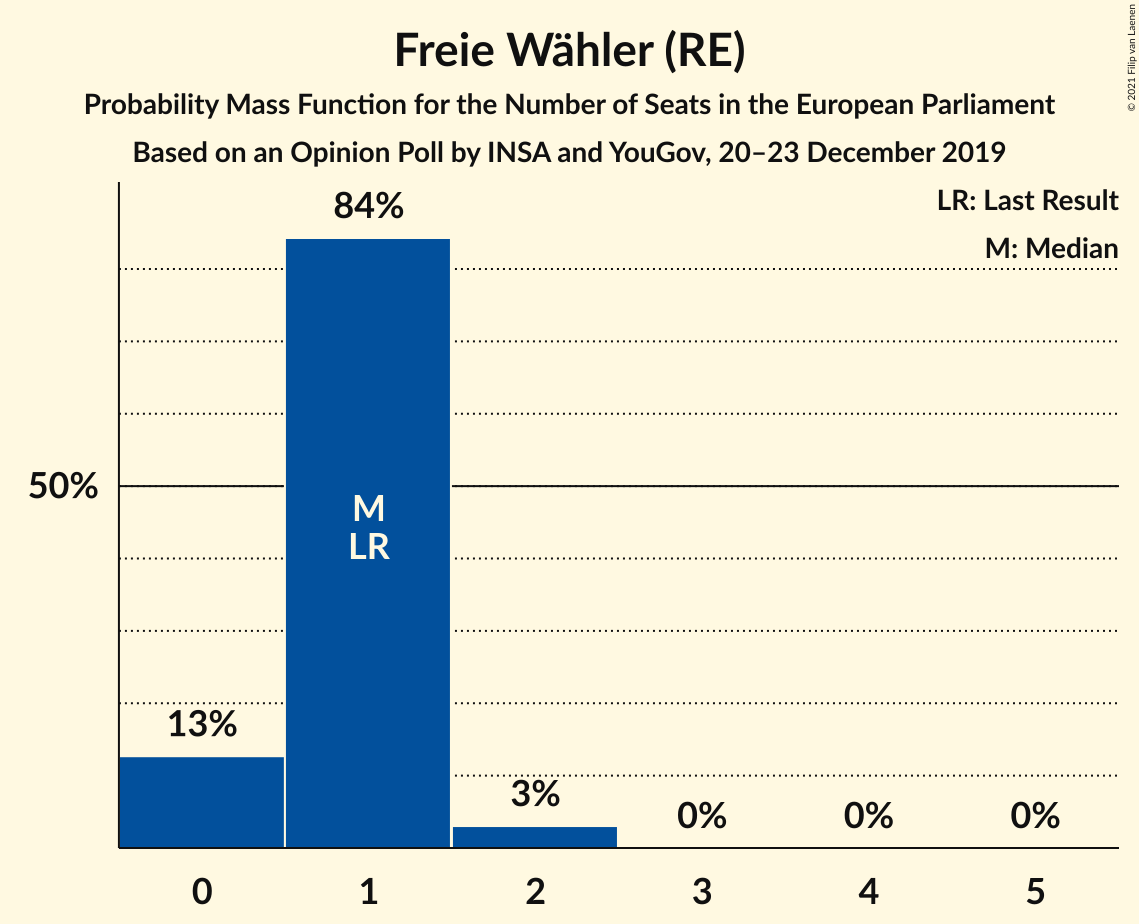 Freie Wähler (RE)
Probability Mass Function for the Number of Seats in the European Parliament
Based on an Opinion Poll by INSA and YouGov, 20–23 December 2019
© 2021 Filip van Laenen
LR: Last Result
M: Median
84%
50%
M
LR
13%
3%
0%
0%
0%
0
1
2
3
4
5